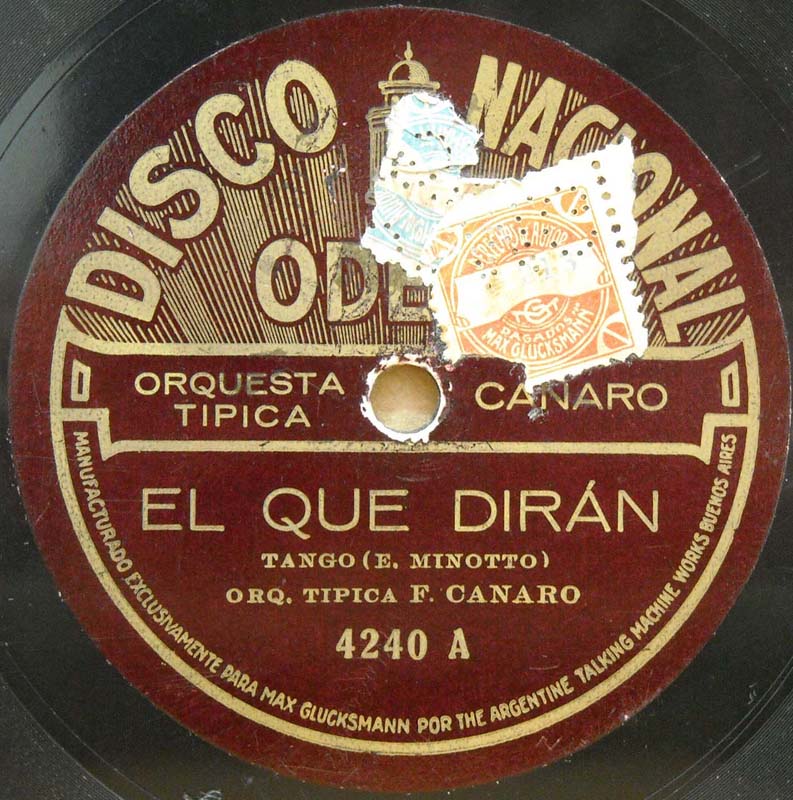 DISCO NACIONAL
ODE
ORQUESTA TIPICA
CANARO
EL QUE DIRÁN
TANGO (E. MINOTTO)
ORQ. TIPICA F. CANARO
4240 A
MANUFACTURADO EXCLUSIVAMENTE PARA MAX GLUCKSMANN POR THE ARGENTINE TALKING MACHINE WORKS BUENOS AIRES
PAGADOS
MAX GLUCKSMANN